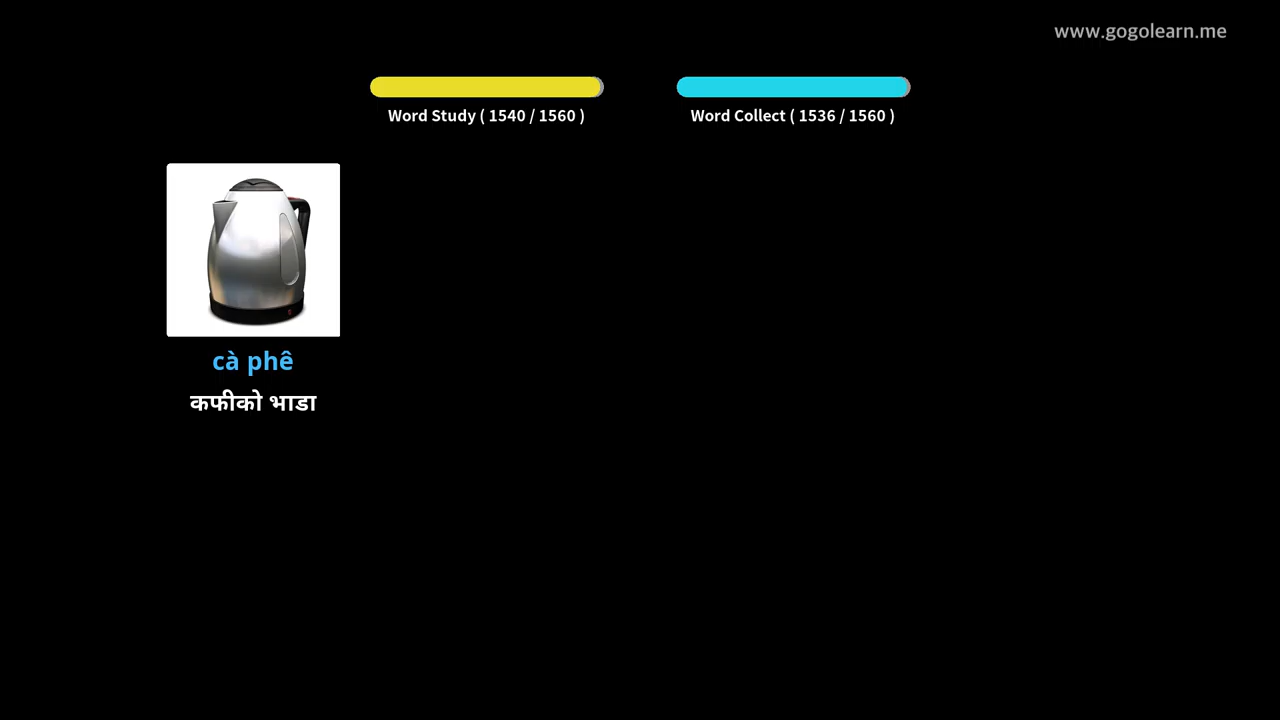 www.gogolearn.me
Word Study ( 1540 / 1560 )
Word Collect ( 1536 / 1560 )
cà phê
कफीको भाडा